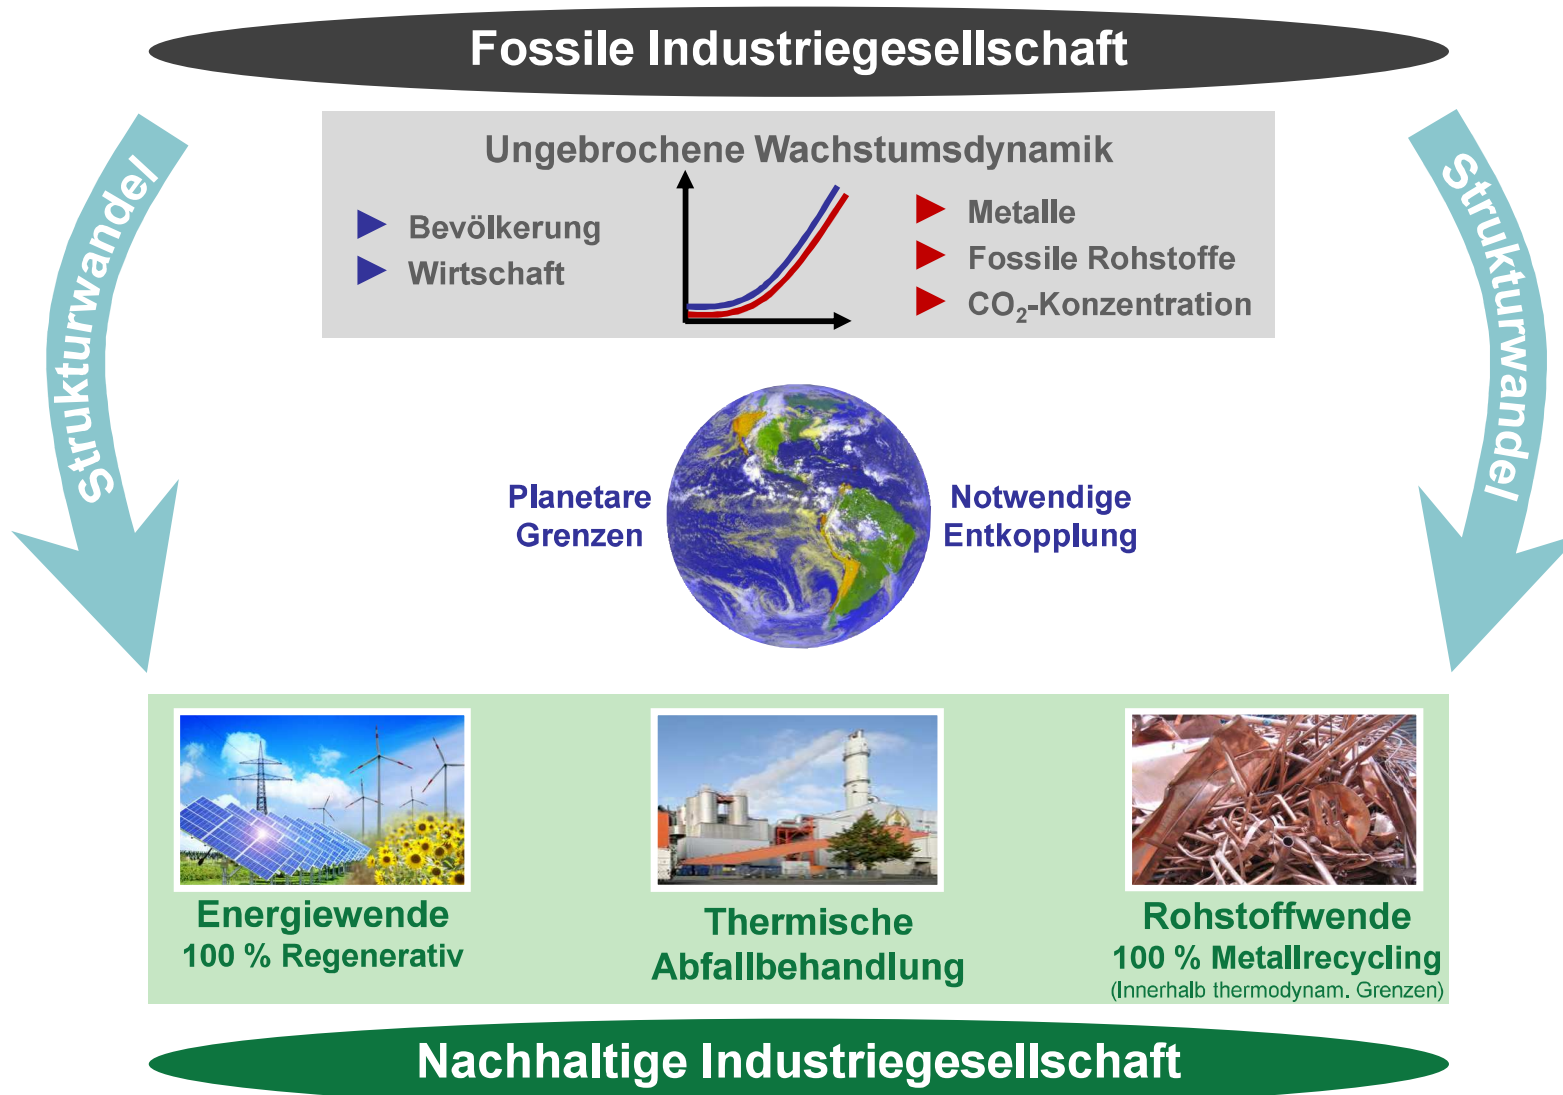 Fossile Industriegesellschaft
Strukturwandel
Strukturwandel
Ungebrochene Wachstumsdynamik
Bevölkerung
Wirtschaft
Metalle
Fossile Rohstoffe
CO₂-Konzentration
Planetare
Grenzen
Notwendige
Entkopplung
Energiewende
100 % Regenerativ
Thermische
Abfallbehandlung
Rohstoffwende
100 % Metallrecycling
(Innerhalb thermodynam. Grenzen)
Nachhaltige Industriegesellschaft